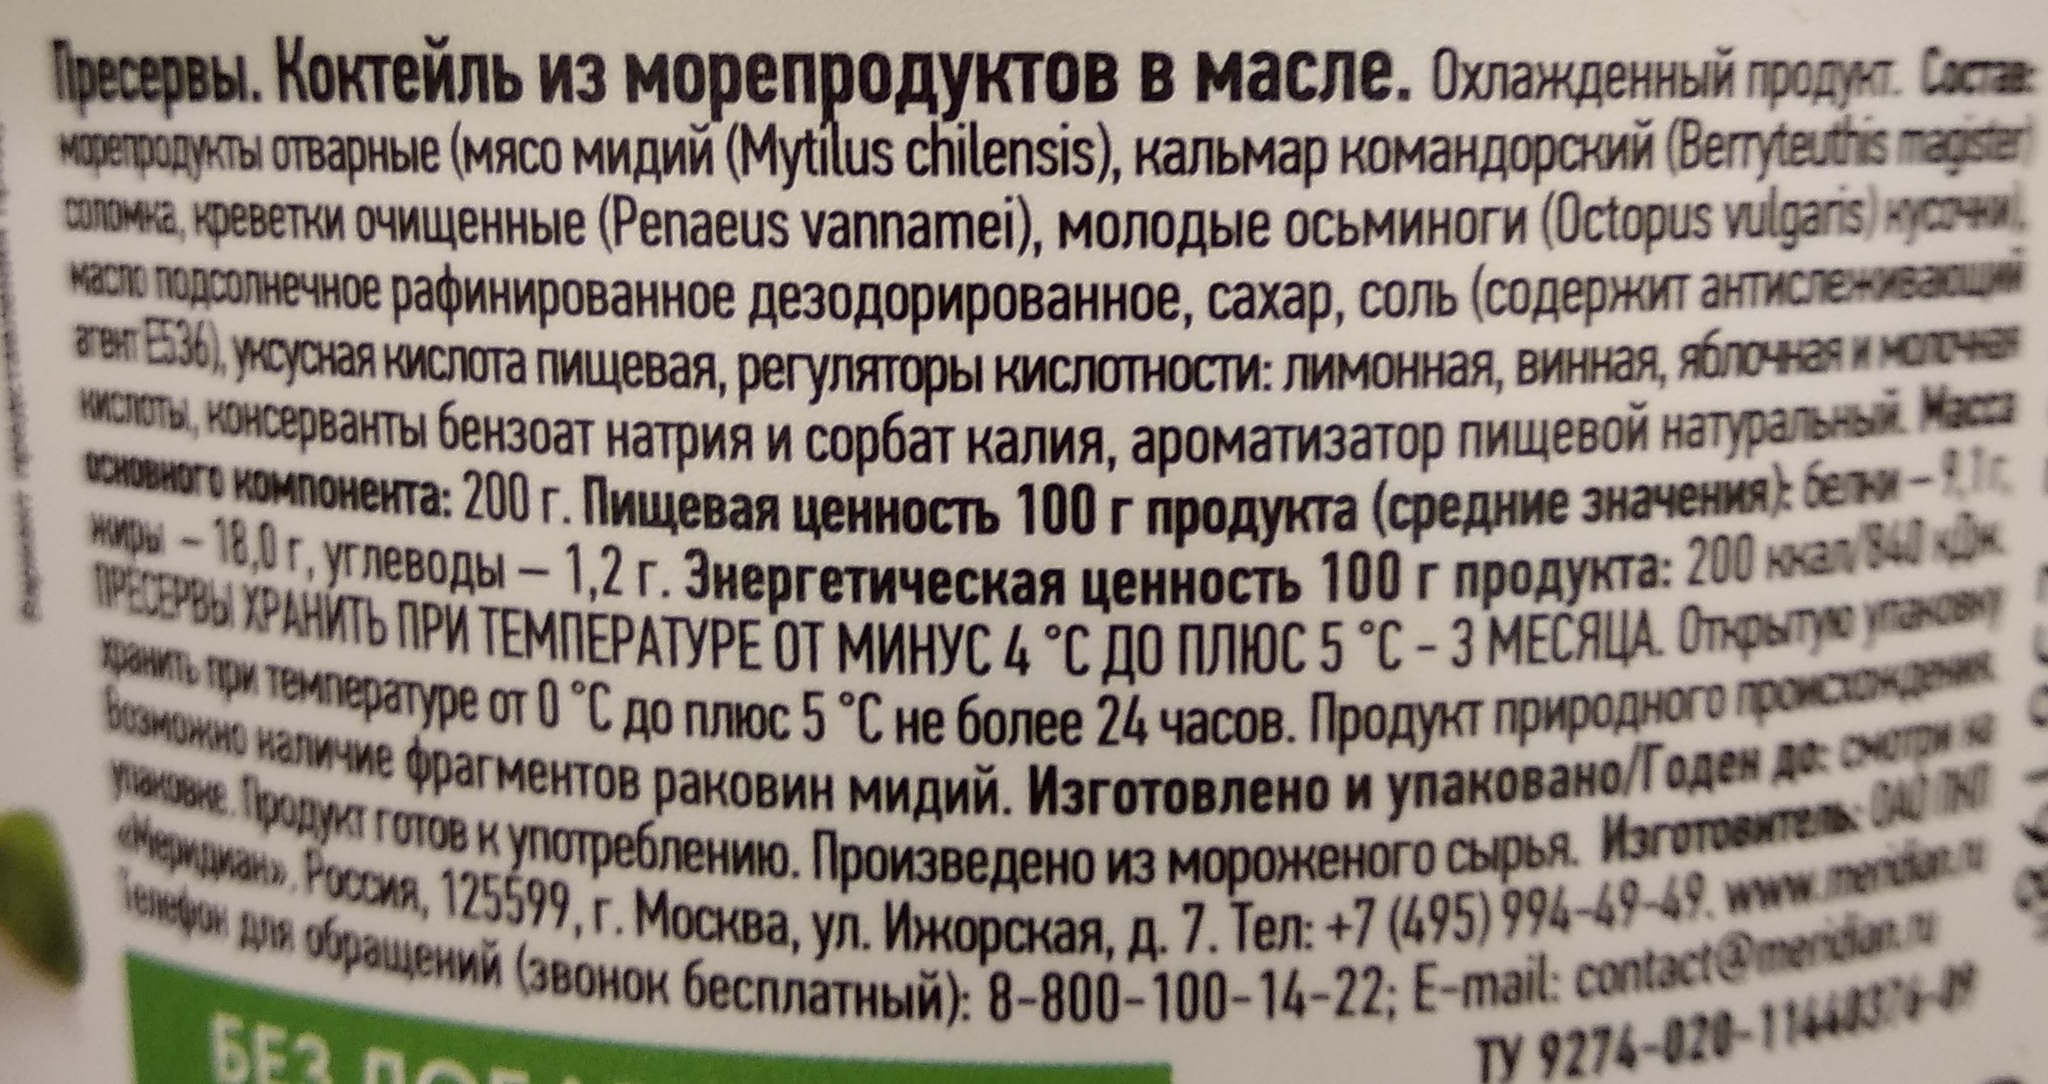 Пресервы. Коктейль из морепродуктов в масле. Охлажденный продукт. Состав:
морепродукты отварные (мясо мидий (Mytilus chilensis), кальмар командорский (Berryteuthis magister)
соломка, креветки очищенные (Penaeus vannamei), молодые осьминоги (Octopus vulgaris) кусочки),
масло подсолнечное рафинированное дезодорированное, сахар, соль (содержит антислеживающий
агент Е536), уксусная кислота пищевая, регуляторы кислотности: лимонная, винная, яблочная и молочная
кислоты, консерванты бензоат натрия и сорбат калия, ароматизатор пищевой натуральный. Масса
основного компонента: 200 г. Пищевая ценность 100 г продукта (средние значения): белки – 9,1 г,
жиры – 18,0 г, углеводы – 1,2 г. Энергетическая ценность 100 г продукта: 200 ккал/840 кДж.
ПРЕСЕРВЫ ХРАНИТЬ ПРИ ТЕМПЕРАТУРЕ ОТ МИНУС 4 °С ДО ПЛЮС 5 °С - 3 МЕСЯЦА. Открытую упаковку
хранить при температуре от 0 °С до плюс 5 °С не более 24 часов. Продукт природного происхождения.
Возможно наличие фрагментов раковин мидий. Изготовлено и упаковано/Годен до: смотри на
упаковке. Продукт готов к употреблению. Произведено из мороженого сырья. Изготовитель: ОАО ПКП
«Меридиан», Россия, 125599, г. Москва, ул. Ижорская, д. 7. Тел: +7 (495) 994-49-49. www.meridian.ru
Телефон для обращений (звонок бесплатный): 8-800-100-14-22; E-mail: contact@meridian.ru
ТУ 9274-020-11440376-09
БЕЗ